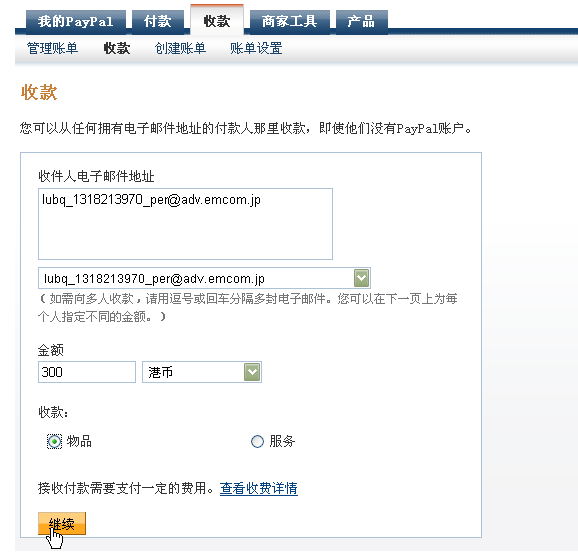 我的PayPal 付款 收款 商家工具 产品
管理账单 收款 创建账单 账单设置
收款
您可以从任何拥有电子邮件地址的付款人那里收款，即使他们没有PayPal账户。
收件人电子邮件地址
lubq_1318213970_per@adv.emcom.jp
lubq_1318213970_per@adv.emcom.jp
（如需向多人收款，请用逗号或回车分隔多封电子邮件。您可以在下一页上为每
个人指定不同的金额。）
金额
300 港币
收款：
物品 服务
接收付款需要支付一定的费用。查看收费详情
继续